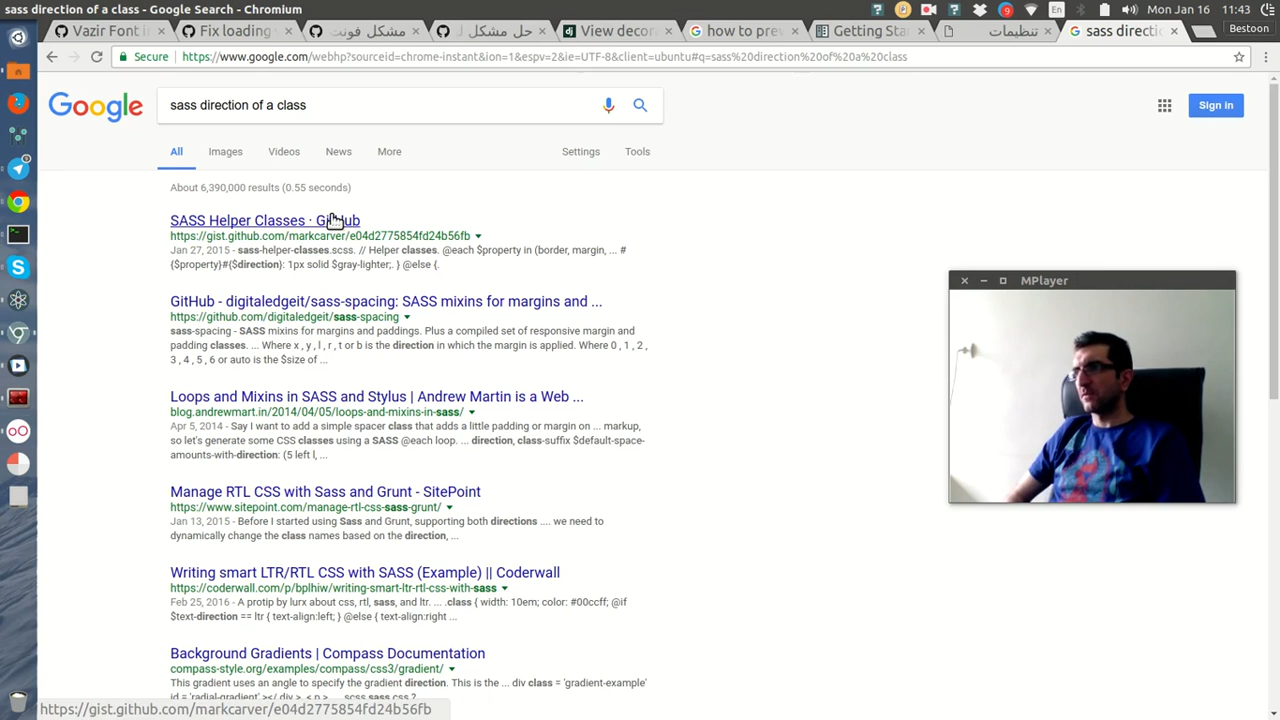 sass direction of a class - Google Search - Chromium
En
9
Mon Jan 16
11:43
Vazir Font in
Fix loading
مشکل فونت
حل مشکل
View decor
how to prev
Getting Sta
تنظیمات
sass directi
Bestoon
Secure
https://www.google.com/webhp?sourceid=chrome-instant&ion=1&espv=2&ie=UTF-8&client=ubuntu#q=sass%20direction%20of%20a%20class
Google
sass direction of a class
Sign in
All Images Videos News More Settings Tools
About 6,390,000 results (0.55 seconds)
SASS Helper Classes · GitHub
https://gist.github.com/markcarver/e04d2775854fd24b56fb
Jan 27, 2015 - sass-helper-classes.scss. // Helper classes. @each $property in (border, margin, ... #
{$property}#{$direction}: 1px solid $gray-lighter;. } @else {.
GitHub - digitaledgeit/sass-spacing: SASS mixins for margins and ...
https://github.com/digitaledgeit/sass-spacing
sass-spacing - SASS mixins for margins and paddings. Plus a compiled set of responsive margin and
padding classes. ... Where x , y , l , r , t or b is the direction in which the margin is applied. Where 0 , 1 , 2
, 3 , 4 , 5 , 6 or auto is the $size of ...
Loops and Mixins in SASS and Stylus | Andrew Martin is a Web ...
blog.andrewmart.in/2014/04/05/loops-and-mixins-in-sass/
Apr 5, 2014 - Say I want to add a simple spacer class that adds a little padding or margin on ... markup,
so let's generate some CSS classes using a SASS @each loop. ... direction, class-suffix $default-space-
amounts-with-direction: (5 left l, ...
Manage RTL CSS with Sass and Grunt - SitePoint
https://www.sitepoint.com/manage-rtl-css-sass-grunt/
Jan 13, 2015 - Before I started using Sass and Grunt, supporting both directions .... we need to
dynamically change the class names based on the direction, ...
Writing smart LTR/RTL CSS with SASS (Example) || Coderwall
https://coderwall.com/p/bplhiw/writing-smart-ltr-rtl-css-with-sass
Feb 25, 2016 - A protip by lurx about css, rtl, sass, and ltr. ... .class { width: 10em; color: #00ccff; @if
$text-direction == ltr { text-align:left; } @else { text-align:right ...
Background Gradients | Compass Documentation
compass-style.org/examples/compass/css3/gradient/
This gradient uses an angle to specify the gradient direction. This is the ... div class = 'gradient-example'
id = 'radial-gradient' ></ div >. < p > ... scss sass css ?
MPlayer
https://gist.github.com/markcarver/e04d2775854fd24b56fb